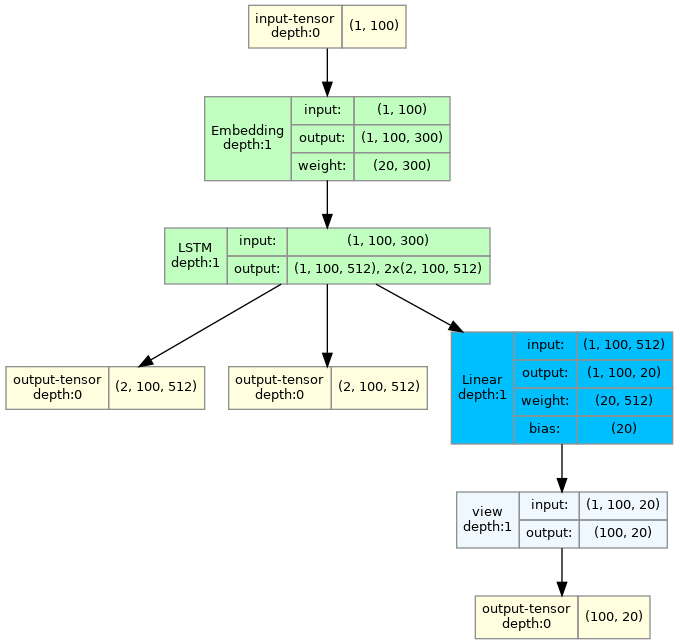 input-tensor
depth:0
(1, 100)
Embedding
depth:1
input:
(1, 100)
output:
(1, 100, 300)
weight:
(20, 300)
LSTM
depth:1
input:
(1, 100, 300)
output:
(1, 100, 512), 2x(2, 100, 512)
output-tensor
depth:0
(2, 100, 512)
output-tensor
depth:0
(2, 100, 512)
Linear
depth:1
input:
(1, 100, 512)
output:
(1, 100, 20)
weight:
(20, 512)
bias:
(20)
view
depth:1
input:
(1, 100, 20)
output:
(100, 20)
output-tensor
depth:0
(100, 20)